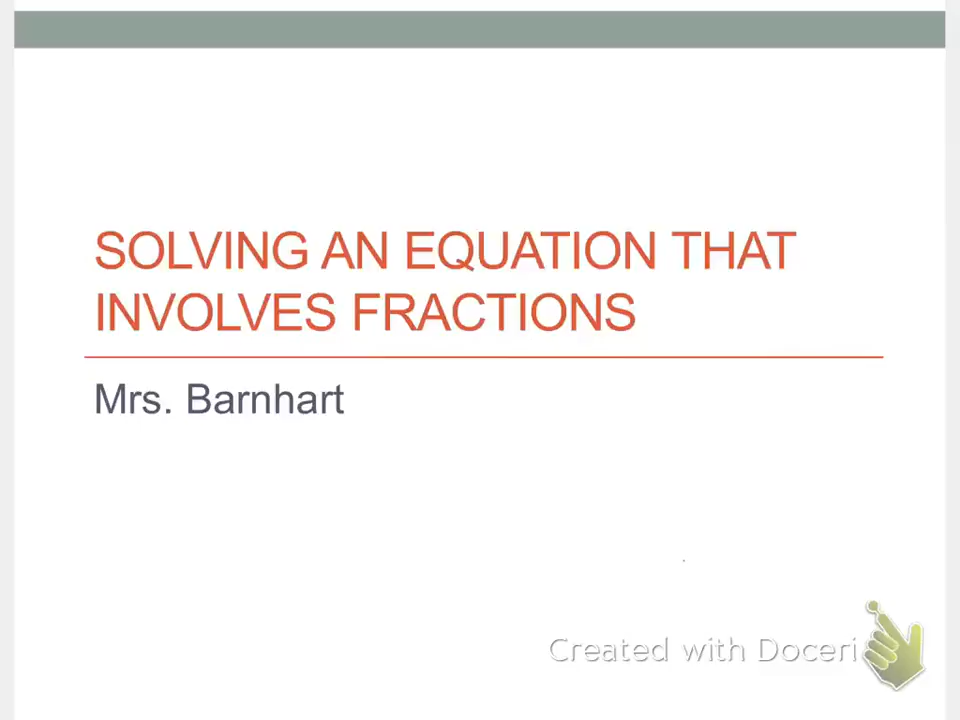 SOLVING AN EQUATION THAT
INVOLVES FRACTIONS
Mrs. Barnhart
Created with Doceri